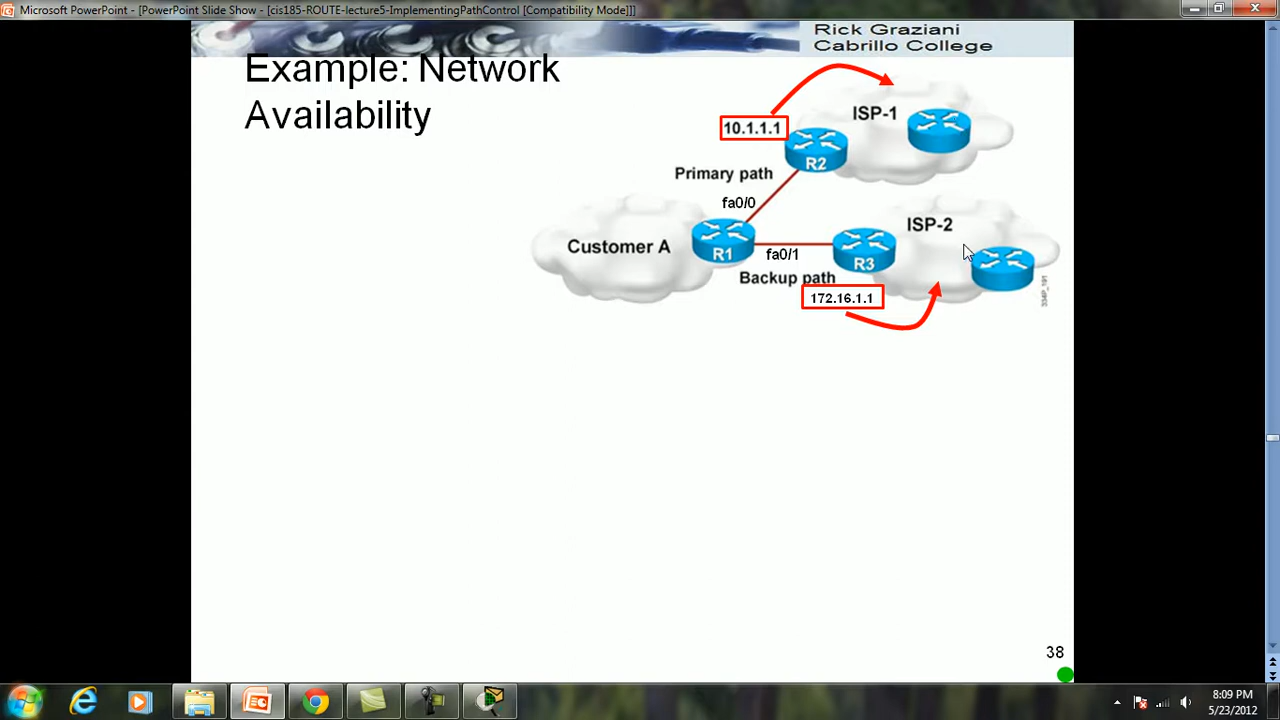 Microsoft PowerPoint - [PowerPoint Slide Show - [cis185-ROUTE-lecture5-ImplementingPathControl [Compatibility Mode]]]
Rick Graziani
Cabrillo College
Example: Network
Availability
10.1.1.1
ISP-1
R2
Primary path
fa0/0
ISP-2
Customer A
R1
fa0/1
R3
Backup path
172.16.1.1
334P_191
38
8:09 PM
5/23/2012